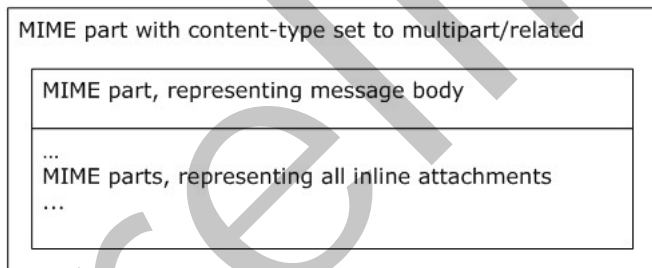 MIME part with content-type set to multipart/related
MIME part, representing message body
...
MIME parts, representing all inline attachments
...